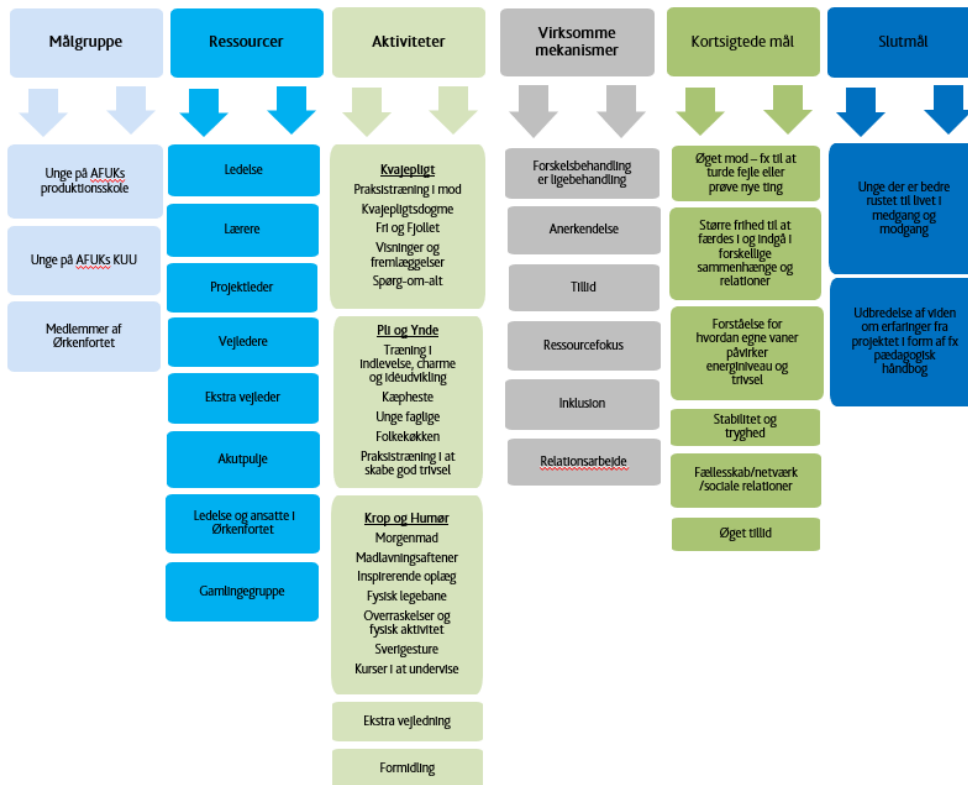 Målgruppe
Unge på AFUKs
produktionsskole
Unge på AFUKs KUU
Medlemmer af
Ørkenfortet
Ressourcer
Ledelse
Lærere
Projektleder
Vejledere
Ekstra vejleder
Akutpulje
Ledelse og ansatte i
Ørkenfortet
Gamlingegruppe
Aktiviteter
Kvajepligt
Praksistræning i mod
Kvajepligtsdogme
Fri og Fjollet
Visninger og
fremlæggelser
Spørg-om-alt
Pli og Ynde
Træning i
indlevelse, charme
og idéudvikling
Kæpheste
Unge faglige
Folkekøkken
Praksistræning i at
skabe god trivsel
Krop og Humør
Morgenmad
Madlavningsaftener
Inspirerende oplæg
Fysisk legebane
Overraskelser og
fysisk aktivitet
Sverigesture
Kurser i at undervise
Ekstra vejledning
Formidling
Virksomme
mekanismer
Forskelsbehandling
er ligebehandling
Anerkendelse
Tillid
Ressourcefokus
Inklusion
Relationsarbejde
Kortsigtede mål
Øget mod – fx til at
turde fejle eller
prøve nye ting
Større frihed til at
færdes i og indgå i
forskellige
sammenhænge og
relationer
Forståelse for
hvordan egne vaner
påvirker
energiniveau og
trivsel
Stabilitet og
tryghed
Fællesskab/netværk
/sociale relationer
Øget tillid
Slutmål
Unge der er bedre
rustet til livet i
medgang og
modgang
Udbredelse af viden
om erfaringer fra
projektet i form af fx
pædagogisk
håndbog